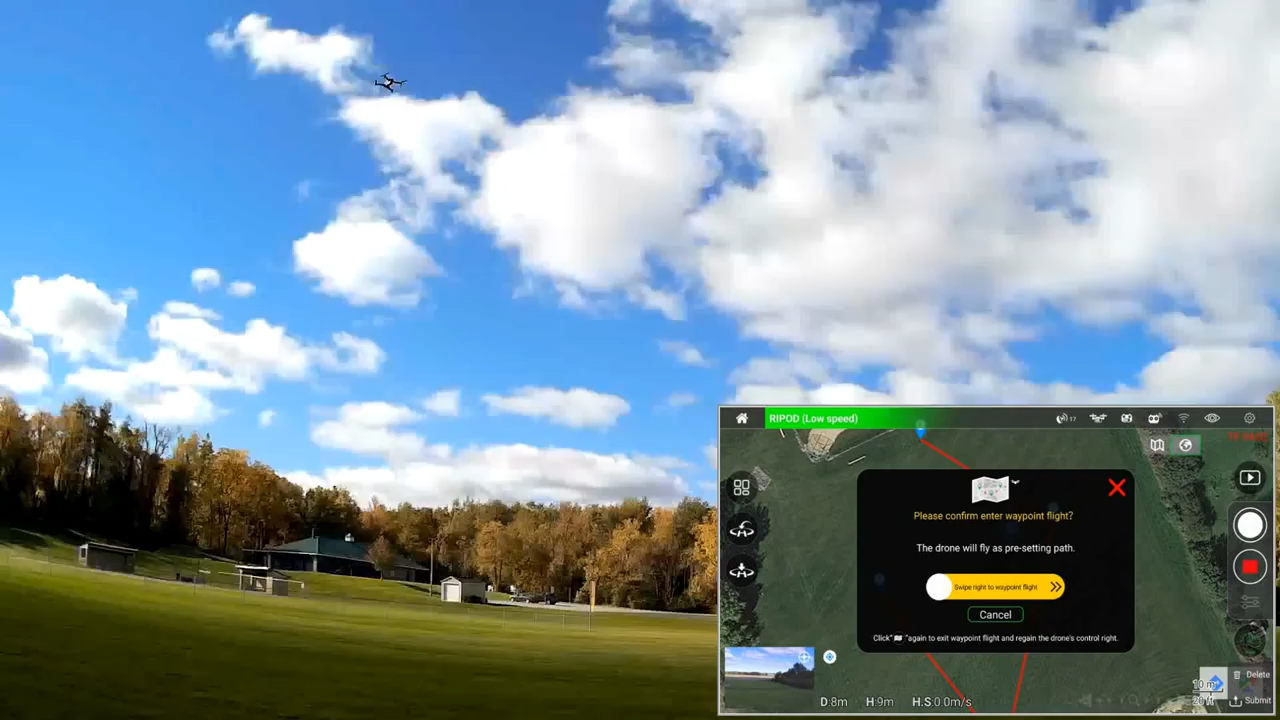 RIPOD (Low speed)
17
Please confirm enter waypoint flight?
The drone will fly as pre-setting path.
Swipe right to waypoint flight
Cancel
Click" "again to exit waypoint flight and regain the drone's control right.
D:8m H:9m H.S:0.0m/s
10 m
Delete
Submit